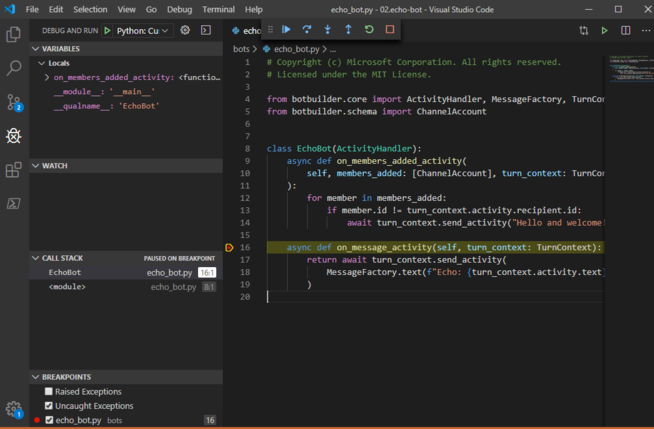 File Edit Selection View Go Debug Terminal Help
echo_bot.py - 02.echo-bot - Visual Studio Code
DEBUG AND RUN Python: Cu
echo
VARIABLES
Locals
on_members_added_activity: <functio...
__module__: '__main__'
__qualname__: 'EchoBot'
WATCH
CALL STACK PAUSED ON BREAKPOINT
EchoBot echo_bot.py 16:1
<module> echo_bot.py 8:1
BREAKPOINTS
Raised Exceptions
Uncaught Exceptions
echo_bot.py bots 16
2
1
bots > echo_bot.py > ...
1 # Copyright (c) Microsoft Corporation. All rights reserved.
2 # Licensed under the MIT License.
3
4 from botbuilder.core import ActivityHandler, MessageFactory, TurnCon
5 from botbuilder.schema import ChannelAccount
6
7
8 class EchoBot(ActivityHandler):
9 async def on_members_added_activity(
10 self, members_added: [ChannelAccount], turn_context: TurnCon
11 ):
12 for member in members_added:
13 if member.id != turn_context.activity.recipient.id:
14 await turn_context.send_activity("Hello and welcome!
15
16 async def on_message_activity(self, turn_context: TurnContext):
17 return await turn_context.send_activity(
18 MessageFactory.text(f"Echo: {turn_context.activity.text}
19 )
20